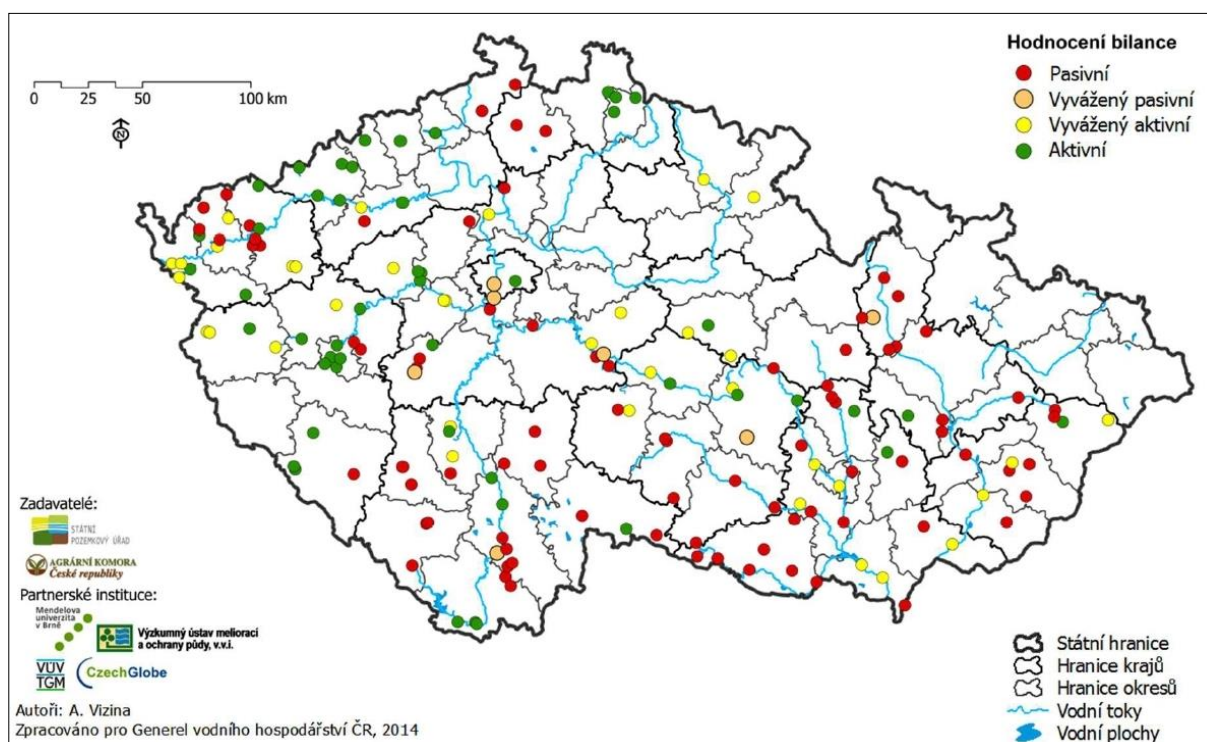 Hodnocení bilance
Pasivní
Vyvážený pasivní
Vyvážený aktivní
Aktivní
0 25 50 100 km
N
Zadavatelé:
STÁTNÍ
POZEMKOVÝ ÚŘAD
AGRÁRNÍ KOMORA
České republiky
Partnerské instituce:
Mendelova
univerzita
v Brně
Výzkumný ústav meliorací
a ochrany půdy, v.v.i.
VÚV
TGM
CzechGlobe
Autoři: A. Vizina
Zpracováno pro Generel vodního hospodářství ČR, 2014
Státní hranice
Hranice krajů
Hranice okresů
Vodní toky
Vodní plochy